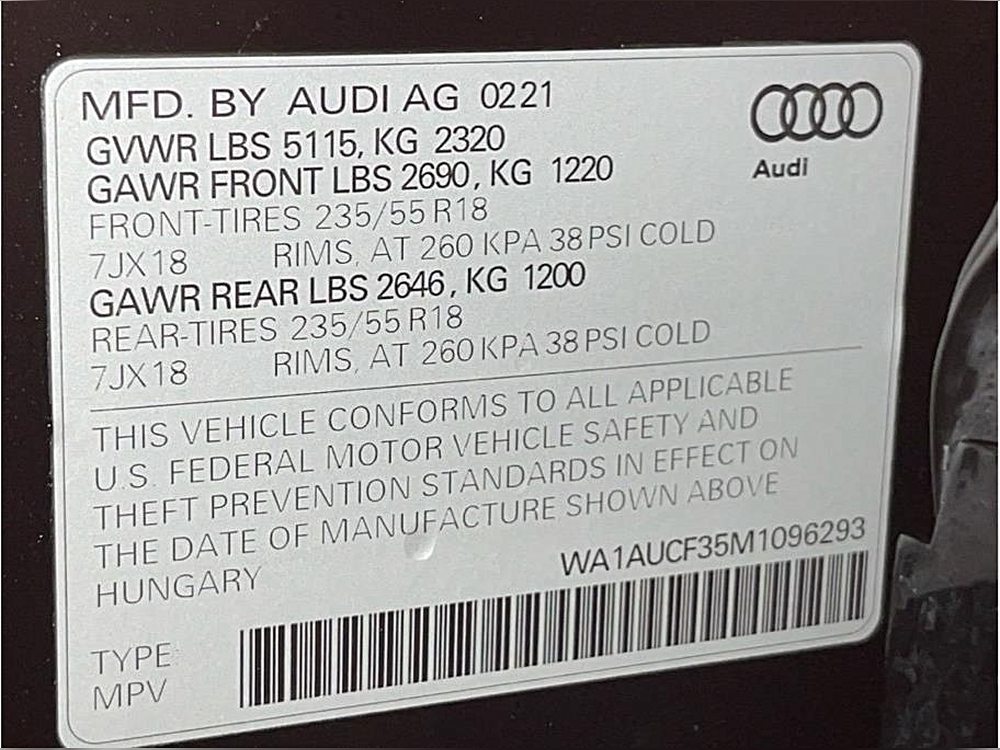 MFD. BY AUDI AG 0221
GVWR LBS 5115, KG 2320
GAWR FRONT LBS 2690, KG 1220
FRONT-TIRES 235/55 R18
7JX18 RIMS, AT 260 KPA 38 PSI COLD
GAWR REAR LBS 2646, KG 1200
REAR-TIRES 235/55 R18
7JX18 RIMS, AT 260 KPA 38 PSI COLD
Audi
THIS VEHICLE CONFORMS TO ALL APPLICABLE
U.S. FEDERAL MOTOR VEHICLE SAFETY AND
THEFT PREVENTION STANDARDS IN EFFECT ON
THE DATE OF MANUFACTURE SHOWN ABOVE
HUNGARY
WA1AUCF35M1096293
TYPE:
MPV